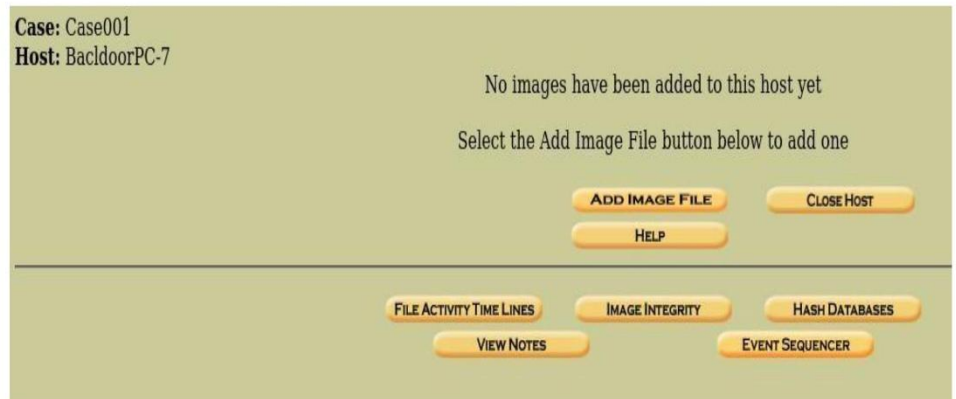 Case: Case001
Host: BacldoorPC-7
No images have been added to this host yet
Select the Add Image File button below to add one
ADD IMAGE FILE CLOSE HOST
HELP
FILE ACTIVITY TIME LINES IMAGE INTEGRITY HASH DATABASES
VIEW NOTES EVENT SEQUENCER